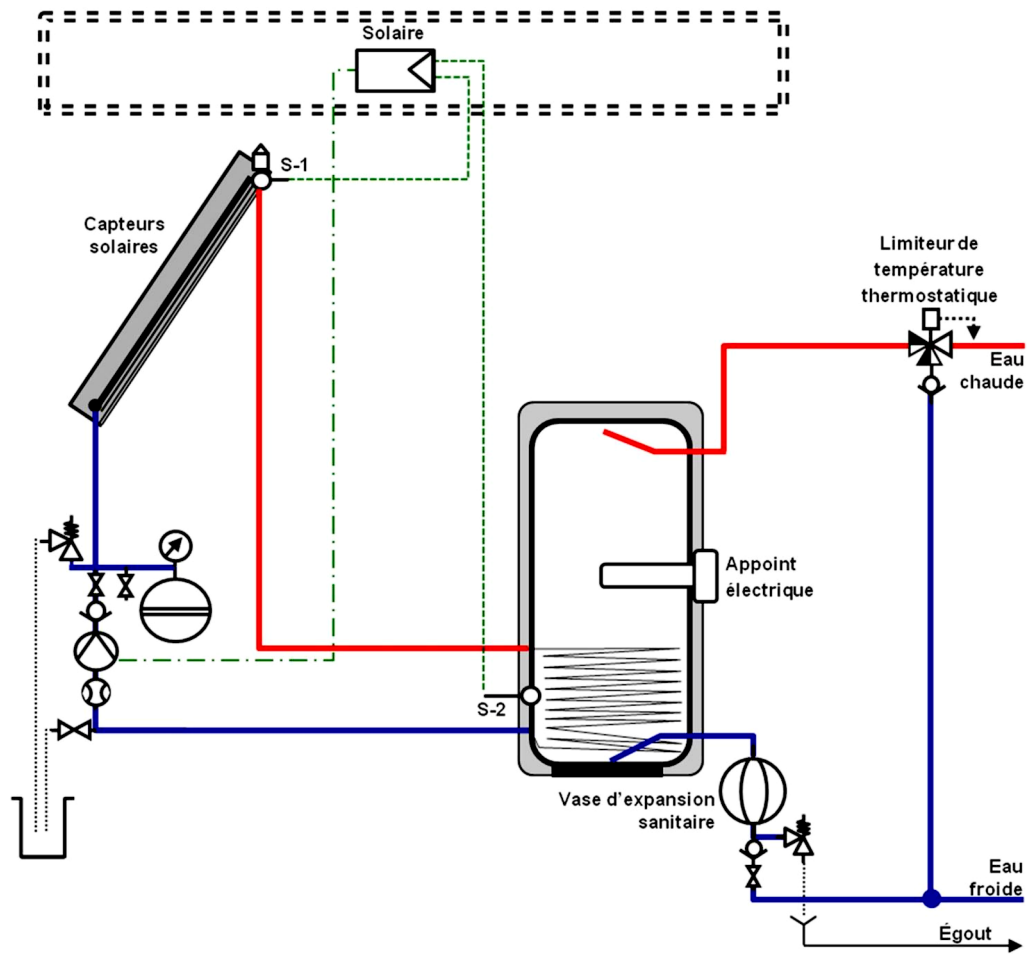 Solaire
S-1
Capteurs
solaires
Limiteur de
température
thermostatique
Eau
chaude
Appoint
électrique
S-2
Vase d'expansion
sanitaire
Eau
froide
Égout